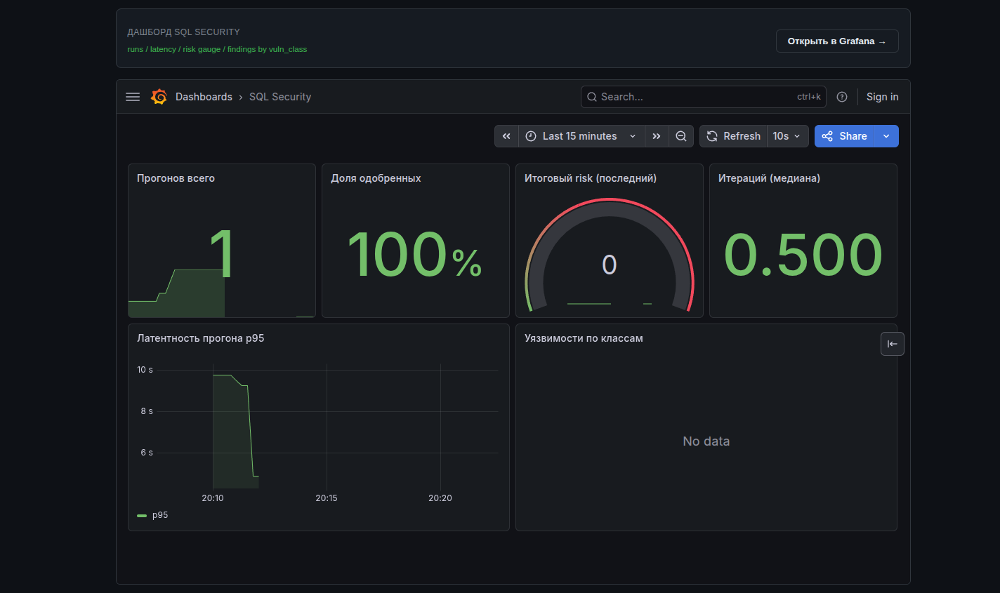 ДАШБОРД SQL SECURITY
runs / latency / risk gauge / findings by vuln_class
Открыть в Grafana →
Dashboards › SQL Security
Search...
ctrl+k
Sign in
Last 15 minutes
Refresh
10s
Share
Прогонов всего
1
Доля одобренных
100%
Итоговый risk (последний)
0
Итераций (медиана)
0.500
Латентность прогона p95
10 s
8 s
6 s
20:10
20:15
20:20
p95
Уязвимости по классам
No data